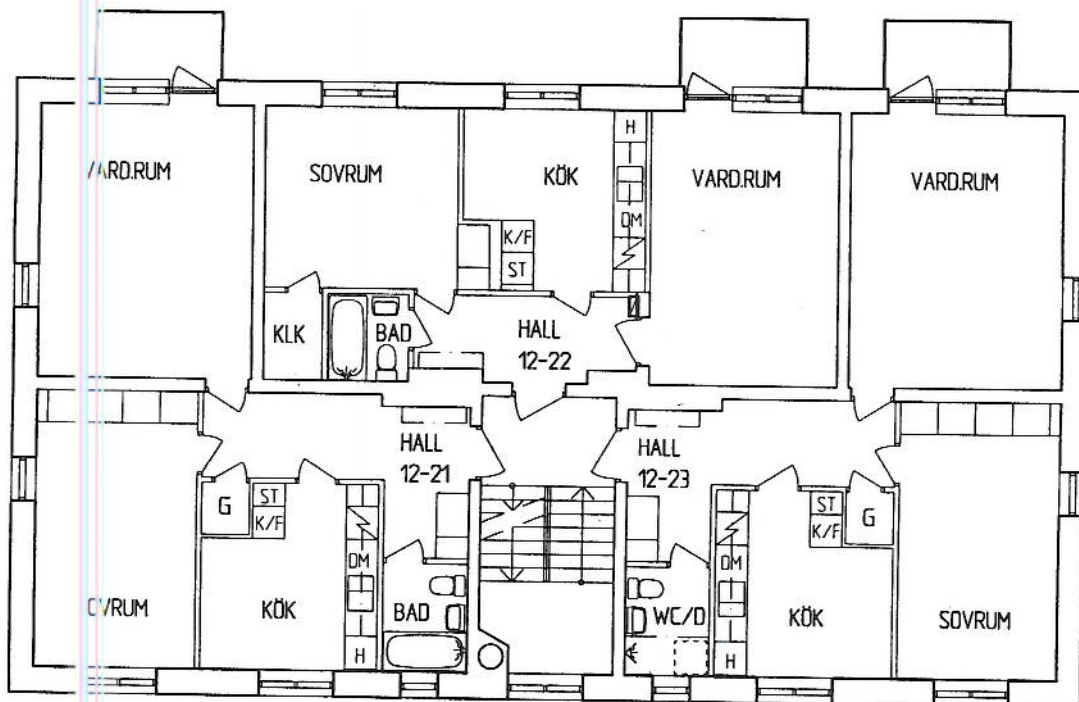 H
VARD.RUM
SOVRUM
KÖK
VARD.RUM
VARD.RUM
DM
K/F
ST
KLK
BAD
HALL
12-22
HALL
12-21
HALL
12-23
G
ST
K/F
ST
K/F
G
DM
DM
OVRUM
KÖK
BAD
WC/D
KÖK
SOVRUM
H
H